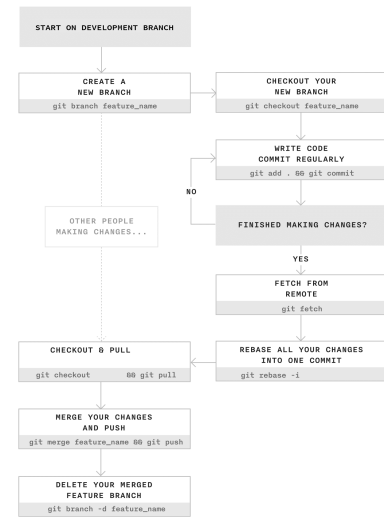 START ON DEVELOPMENT BRANCH
CREATE A
NEW BRANCH
git branch feature_name
CHECKOUT YOUR
NEW BRANCH
git checkout feature_name
WRITE CODE
COMMIT REGULARLY
git add . && git commit
NO
OTHER PEOPLE
MAKING CHANGES...
FINISHED MAKING CHANGES?
YES
FETCH FROM
REMOTE
git fetch
REBASE ALL YOUR CHANGES
INTO ONE COMMIT
git rebase -i
CHECKOUT & PULL
git checkout && git pull
MERGE YOUR CHANGES
AND PUSH
git merge feature_name && git push
DELETE YOUR MERGED
FEATURE BRANCH
git branch -d feature_name